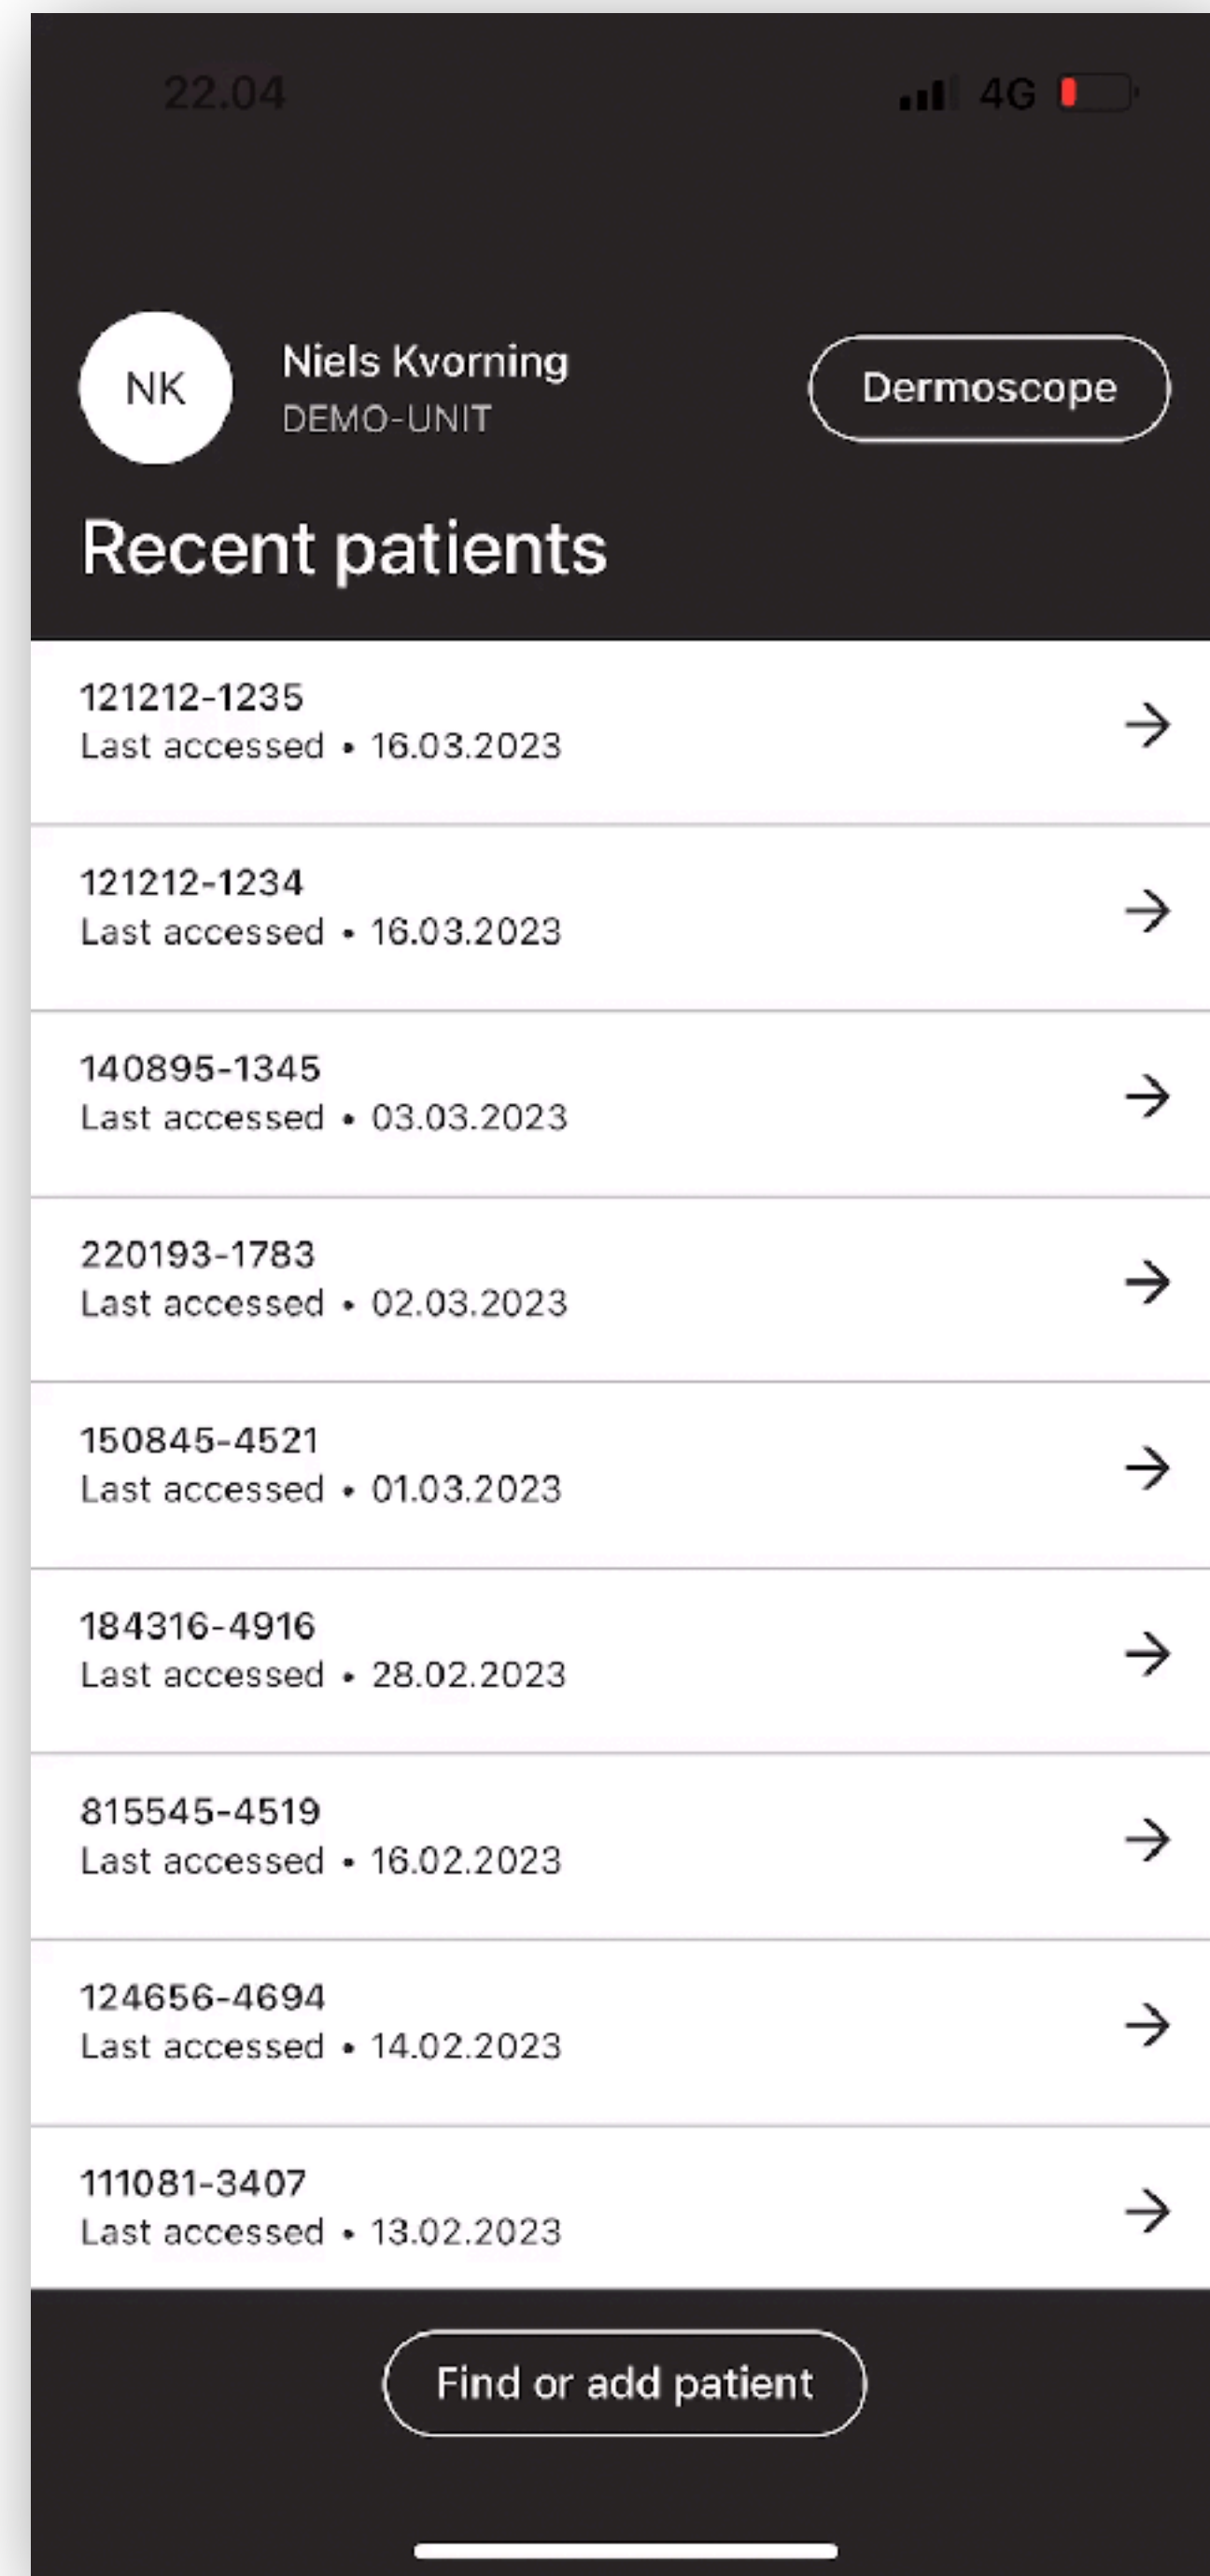 22.04
4G
NK
Niels Kvorning
DEMO-UNIT
Dermoscope
Recent patients
121212-1235
Last accessed • 16.03.2023
121212-1234
Last accessed • 16.03.2023
140895-1345
Last accessed • 03.03.2023
220193-1783
Last accessed • 02.03.2023
150845-4521
Last accessed • 01.03.2023
184316-4916
Last accessed • 28.02.2023
815545-4519
Last accessed • 16.02.2023
124656-4694
Last accessed • 14.02.2023
111081-3407
Last accessed • 13.02.2023
Find or add patient